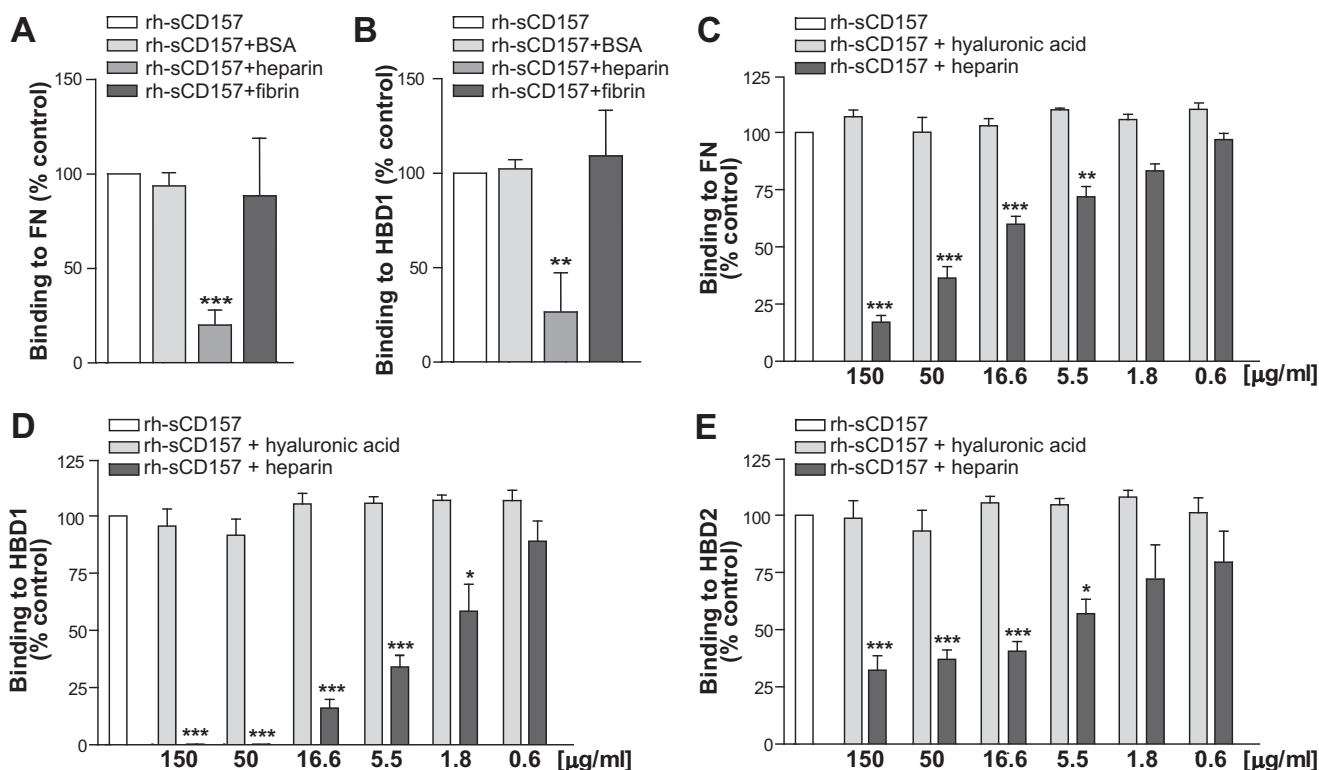 A
rh-sCD157
rh-sCD157+BSA
rh-sCD157+heparin
rh-sCD157+fibrin
Binding to FN (% control)
150
100
50
0
***
B
rh-sCD157
rh-sCD157+BSA
rh-sCD157+heparin
rh-sCD157+fibrin
Binding to HBD1 (% control)
150
100
50
0
**
C
rh-sCD157
rh-sCD157 + hyaluronic acid
rh-sCD157 + heparin
Binding to FN
(% control)
125
100
75
50
25
0
***
***
***
**
150 50 16.6 5.5 1.8 0.6 [µg/ml]
D
rh-sCD157
rh-sCD157 + hyaluronic acid
rh-sCD157 + heparin
Binding to HBD1
(% control)
125
100
75
50
25
0
***
***
***
***
*
150 50 16.6 5.5 1.8 0.6 [µg/ml]
E
rh-sCD157
rh-sCD157 + hyaluronic acid
rh-sCD157 + heparin
Binding to HBD2
(% control)
125
100
75
50
25
0
***
***
***
*
150 50 16.6 5.5 1.8 0.6 [µg/ml]